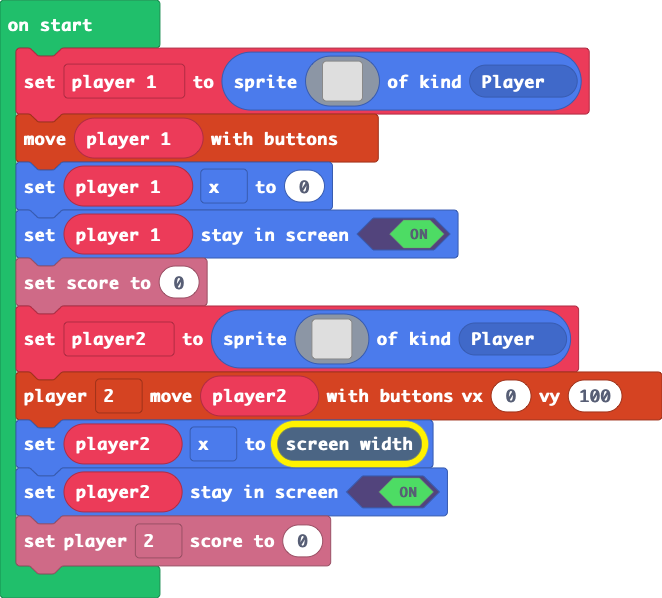 on start
set player 1 to sprite of kind Player
move player 1 with buttons
set player 1 x to 0
set player 1 stay in screen ON
set score to 0
set player2 to sprite of kind Player
player 2 move player2 with buttons vx 0 vy 100
set player2 x to screen width
set player2 stay in screen ON
set player 2 score to 0